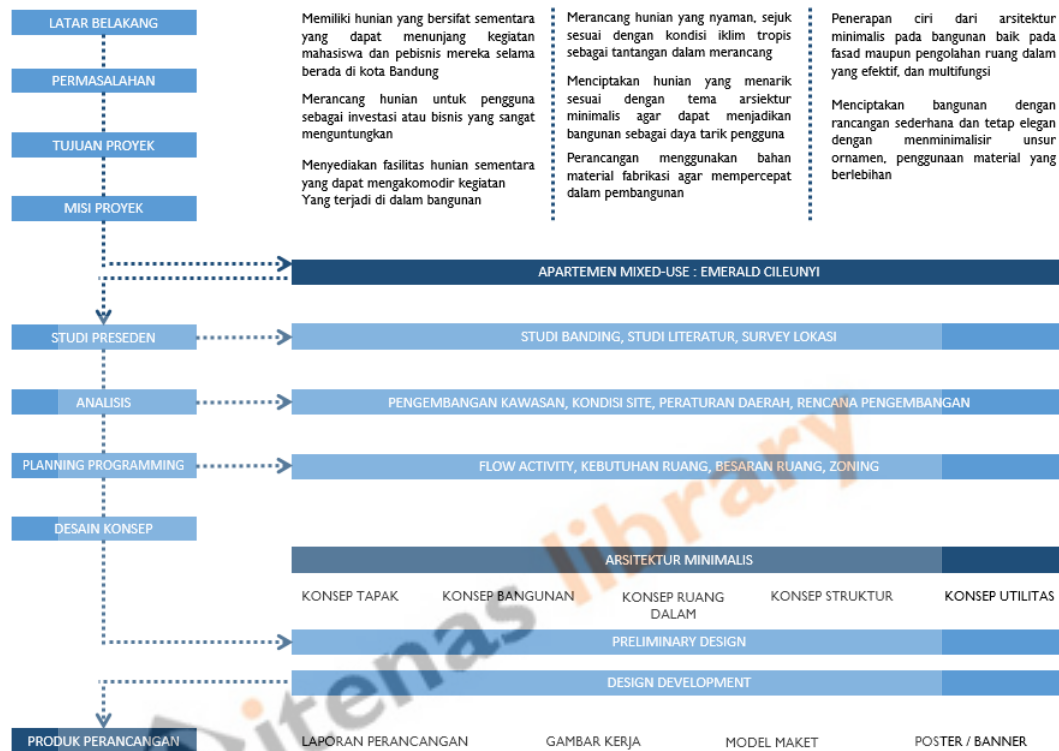 LATAR BELAKANG
PERMASALAHAN
TUJUAN PROYEK
MISI PROYEK
Memiliki hunian yang bersifat sementara
yang dapat menunjang kegiatan
mahasiswa dan pebisnis mereka selama
berada di kota Bandung
Merancang hunian untuk pengguna
sebagai investasi atau bisnis yang sangat
menguntungkan
Menyediakan fasilitas hunian sementara
yang dapat mengakomodir kegiatan
Yang terjadi di dalam bangunan
Merancang hunian yang nyaman, sejuk
sesuai dengan kondisi iklim tropis
sebagai tantangan dalam merancang
Menciptakan hunian yang menarik
sesuai dengan tema arsiektur
minimalis agar dapat menjadikan
bangunan sebagai daya tarik pengguna
Perancangan menggunakan bahan
material fabrikasi agar mempercepat
dalam pembangunan
Penerapan ciri dari arsitektur
minimalis pada bangunan baik pada
fasad maupun pengolahan ruang dalam
yang efektif, dan multifungsi
Menciptakan bangunan dengan
rancangan sederhana dan tetap elegan
dengan menminimalisir unsur
ornamen, penggunaan material yang
berlebihan
APARTEMEN MIXED-USE : EMERALD CILEUNYI
STUDI PRESEDEN
STUDI BANDING, STUDI LITERATUR, SURVEY LOKASI
ANALISIS
PENGEMBANGAN KAWASAN, KONDISI SITE, PERATURAN DAERAH, RENCANA PENGEMBANGAN
PLANNING PROGRAMMING
FLOW ACTIVITY, KEBUTUHAN RUANG, BESARAN RUANG, ZONING
DESAIN KONSEP
ARSITEKTUR MINIMALIS
KONSEP TAPAK
KONSEP BANGUNAN
KONSEP RUANG
DALAM
KONSEP STRUKTUR
KONSEP UTILITAS
PRELIMINARY DESIGN
DESIGN DEVELOPMENT
PRODUK PERANCANGAN
LAPORAN PERANCANGAN
GAMBAR KERJA
MODEL MAKET
POSTER / BANNER
itenas library